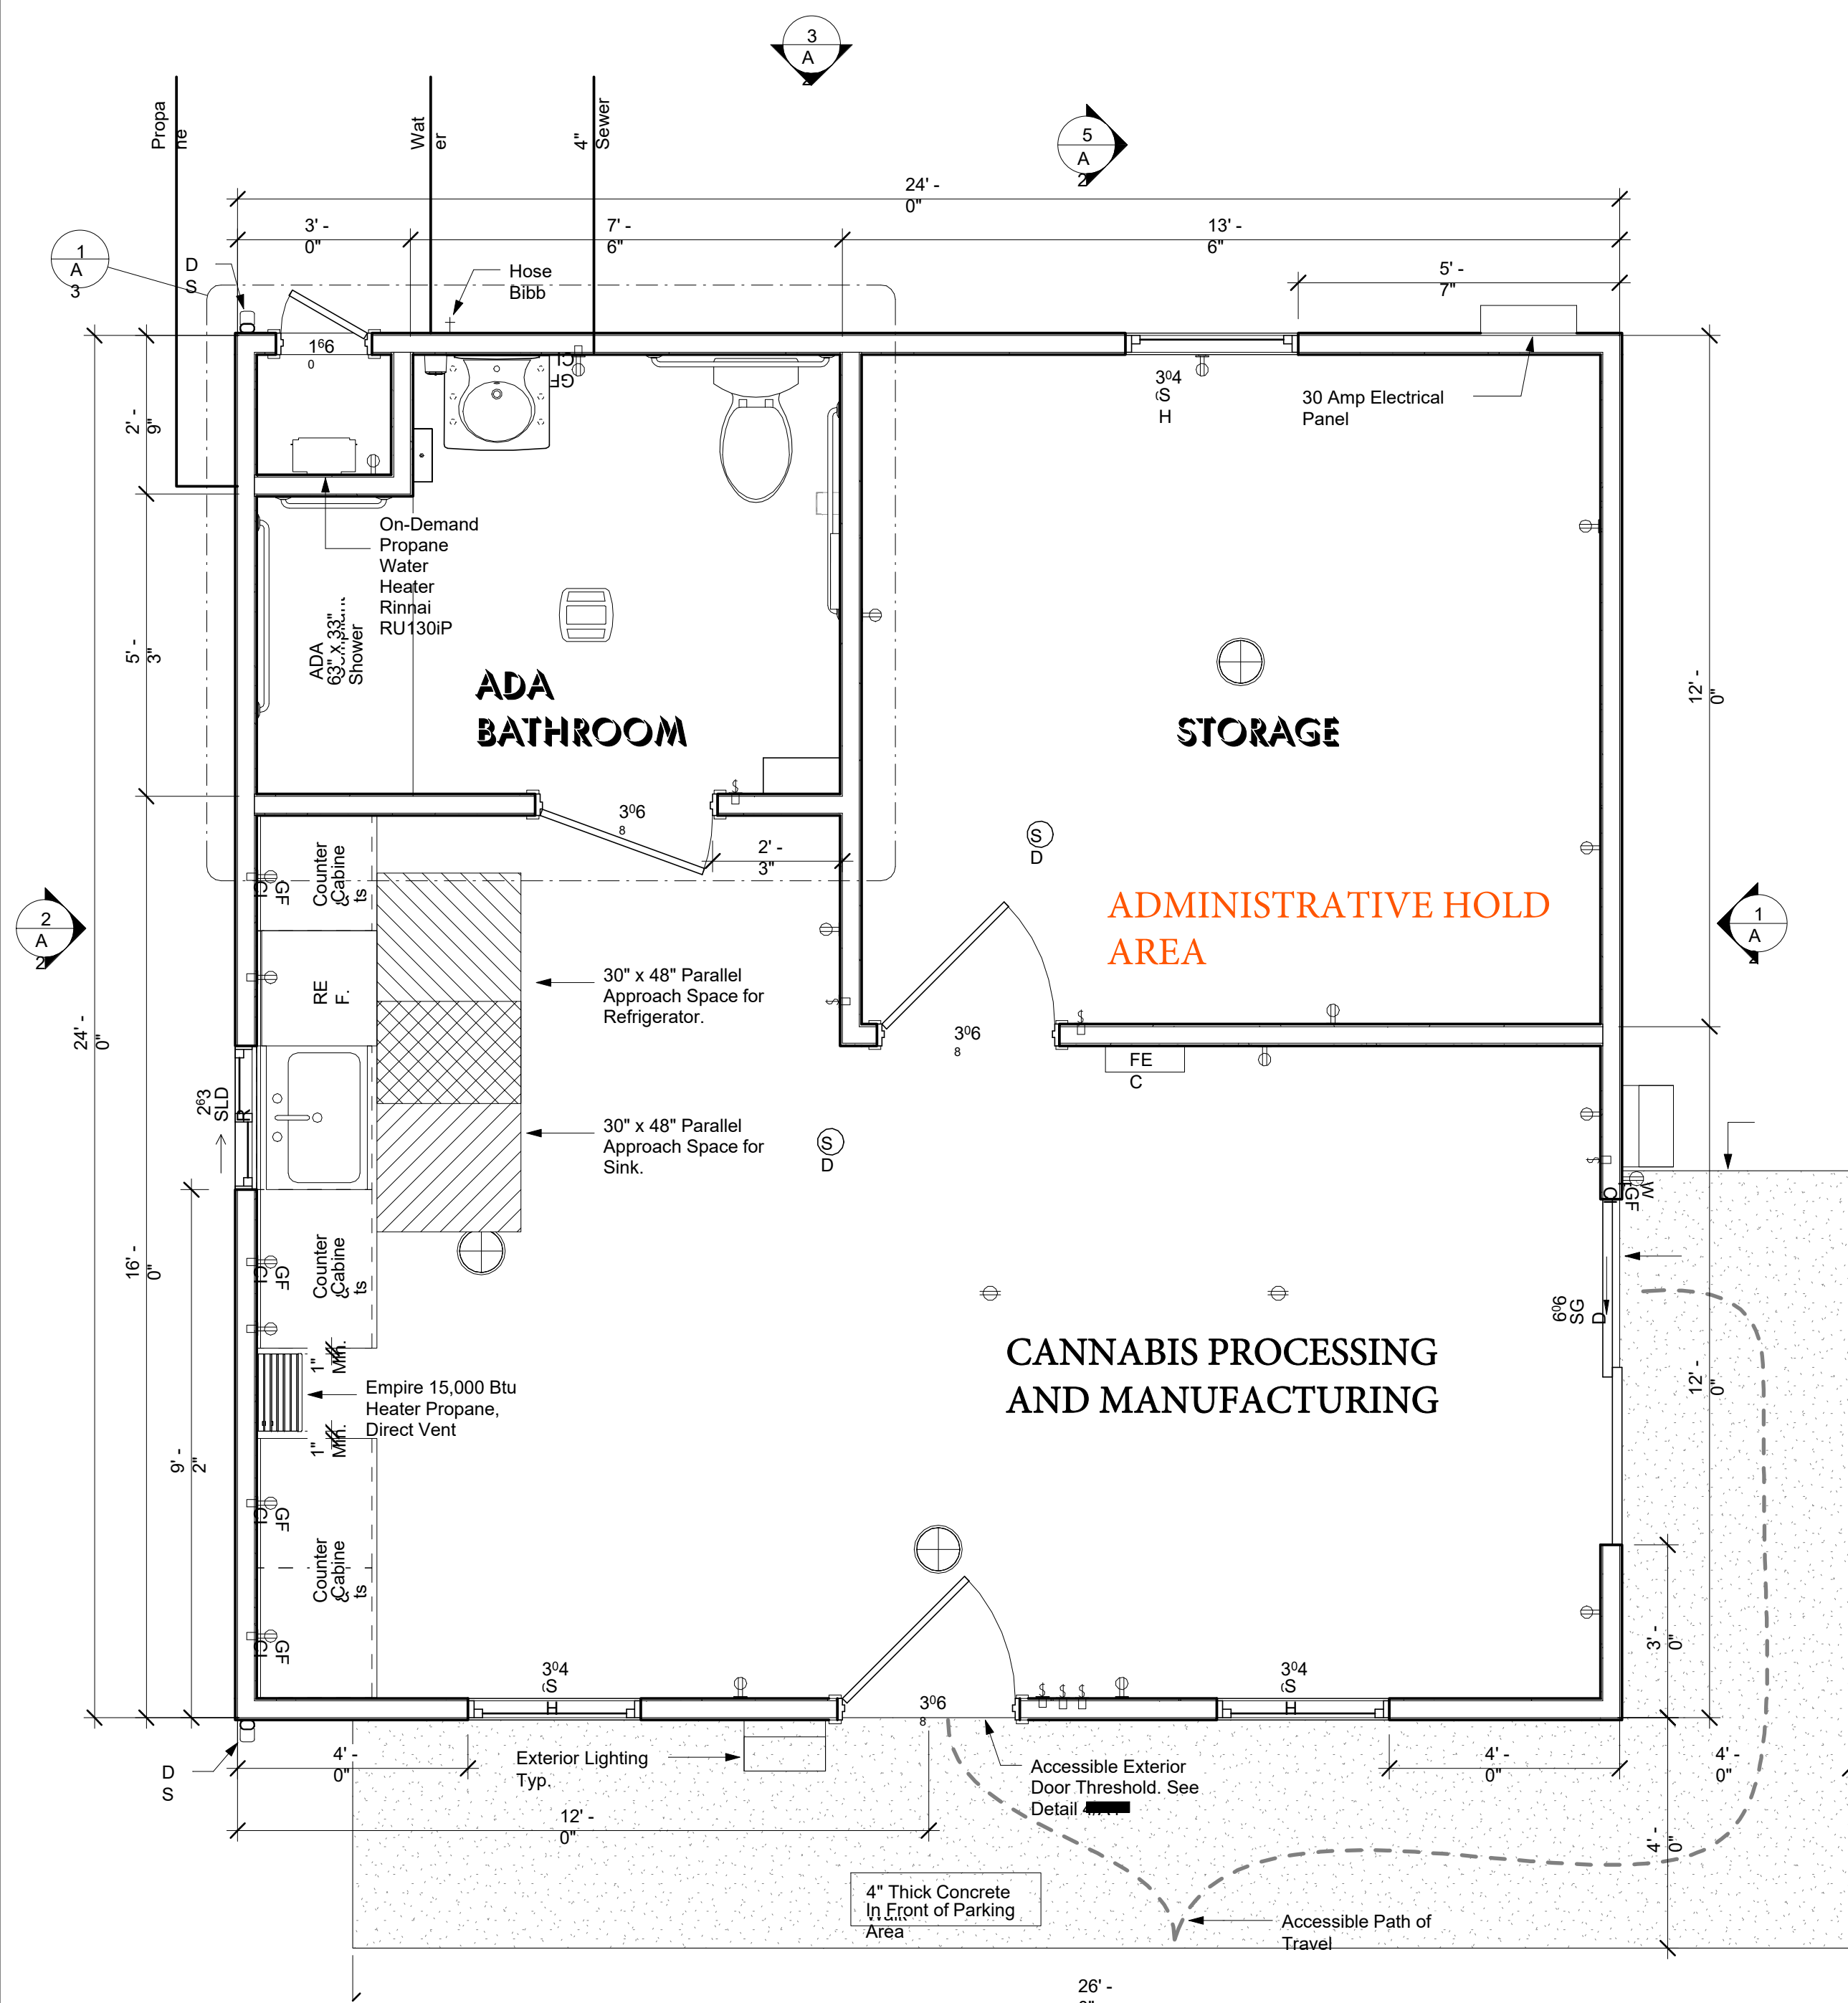 3
A
2
5
A
2
Propa
ne
Wat
er
4"
Sewer
24' -
0"
3' -
0"
7' -
6"
13' -
6"
5' -
7"
1
A
3
D
S
Hose
Bibb
1⁶6
0
GF
CI
3⁰4
S
H
30 Amp Electrical
Panel
2' -
9"
On-Demand
Propane
Water
Heater
Rinnai
RU130iP
5' -
3"
ADA
63" x 33"
Shower
ADA
BATHROOM
STORAGE
12' -
0"
3⁰6
8
2' -
3"
S
D
ADMINISTRATIVE HOLD
AREA
Counter
& Cabine
ts
GF
CI
2
A
2
1
A
2
RE
F.
30" x 48" Parallel
Approach Space for
Refrigerator.
24' -
0"
3⁰6
8
FE
C
2⁶3
SLD
R
30" x 48" Parallel
Approach Space for
Sink.
S
D
W
GF
16' -
0"
Counter
& Cabine
ts
GF
CI
6⁰6
SG
D
CANNABIS PROCESSING
AND MANUFACTURING
1"
Min.
Empire 15,000 Btu
Heater Propane,
Direct Vent
1"
Min.
12' -
0"
9' -
2"
GF
CI
Counter
& Cabine
ts
GF
CI
3' -
0"
3⁰4
S
H
3⁰6
8
3⁰4
S
H
D
S
4' -
0"
Exterior Lighting
Typ.
Accessible Exterior
Door Threshold. See
Detail
4' -
0"
4' -
0"
12' -
0"
4' -
0"
4" Thick Concrete
In Front of Parking
Area
Accessible Path of
Travel
26' -